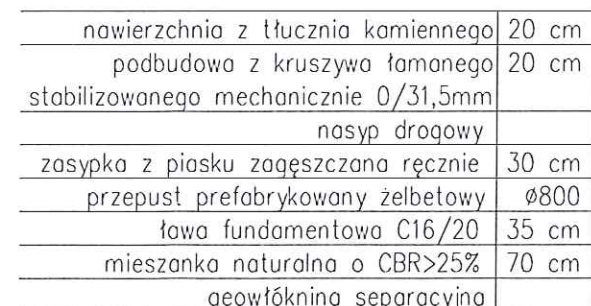 nawierzchnia z tłucznia kamiennego 20 cm
podbudowa z kruszywa łamanego 20 cm
stabilizowanego mechanicznie 0/31,5mm
nasyp drogowy
zasypka z piasku zagęszczana ręcznie 30 cm
przepust prefabrykowany żelbetowy ø800
ława fundamentowa C16/20 35 cm
mieszanka naturalna o CBR>25% 70 cm
geowłóknina separacyjna